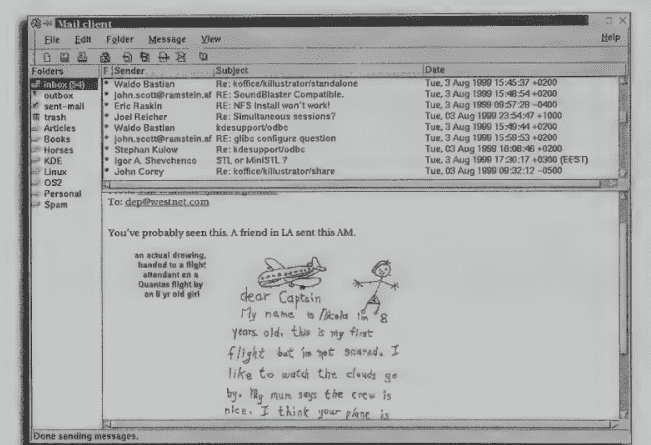 Mail client
File Edit Folder Message View Help
Folders
F Sender Subject Date
inbox (54)
outbox
sent-mail
trash
Articles
Books
Horses
KDE
Linux
OS2
Personal
Spam
* Waldo Bastian Re: koffice/killustrator/standalone Tue, 3 Aug 1999 15:45:37 +0200
* john.scott@ramstein.af Re: SoundBlaster Compatible. Tue, 3 Aug 1999 15:48:54 +0200
* Eric Raskin RE: NFS Install won't work! Tue, 3 Aug 1999 09:57:28 -0400
* Joel Reicher Re: Simultaneous sessions? Tue, 03 Aug 1999 23:54:47 +1000
* Waldo Bastian kdesupport/odbc Tue, 3 Aug 1999 15:49:44 +0200
* john.scott@ramstein.af RE: glibc configure question Tue, 3 Aug 1999 15:59:53 +0200
* Stephan Kulow Re: kdesupport/odbc Tue, 03 Aug 1999 16:08:46 +0200
* Igor A. Shevchenco STL or MiniSTL ? Tue, 3 Aug 1999 17:30:17 +0300 (EEST)
* John Corey Re: koffice/killustrator/share Tue, 03 Aug 1999 09:32:12 -0500
To: dep@westnet.com
You've probably seen this. A friend in LA sent this AM.
an actual drawing,
handed to a flight
attendant on a
Quantas flight by
an 8 yr old girl
dear Captain
My name is Nicola im 8
years old. this is my first
flight but im not scared. I
like to watch the clouds go
by. My mum says the crew is
nice. I think your plane is
Done sending messages.